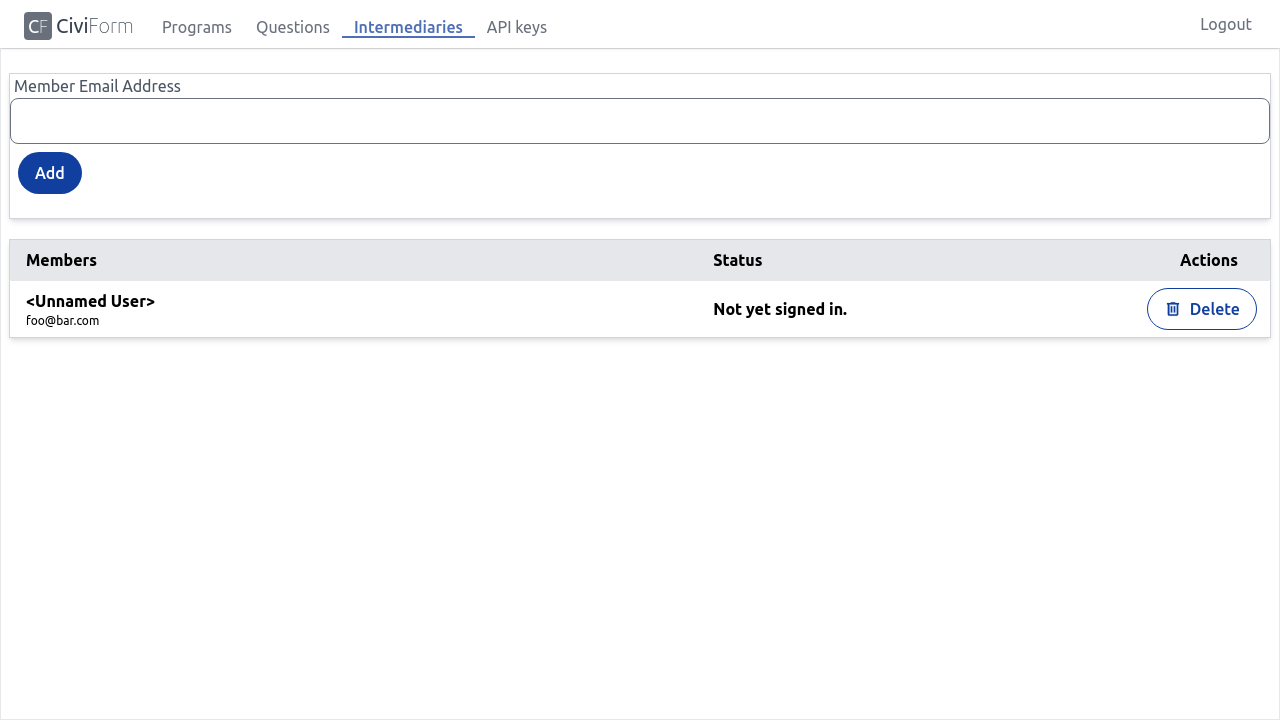 CF CiviForm Programs Questions Intermediaries API keys Logout
Member Email Address
Add
Members Status Actions
<Unnamed User>
foo@bar.com
Not yet signed in.
Delete